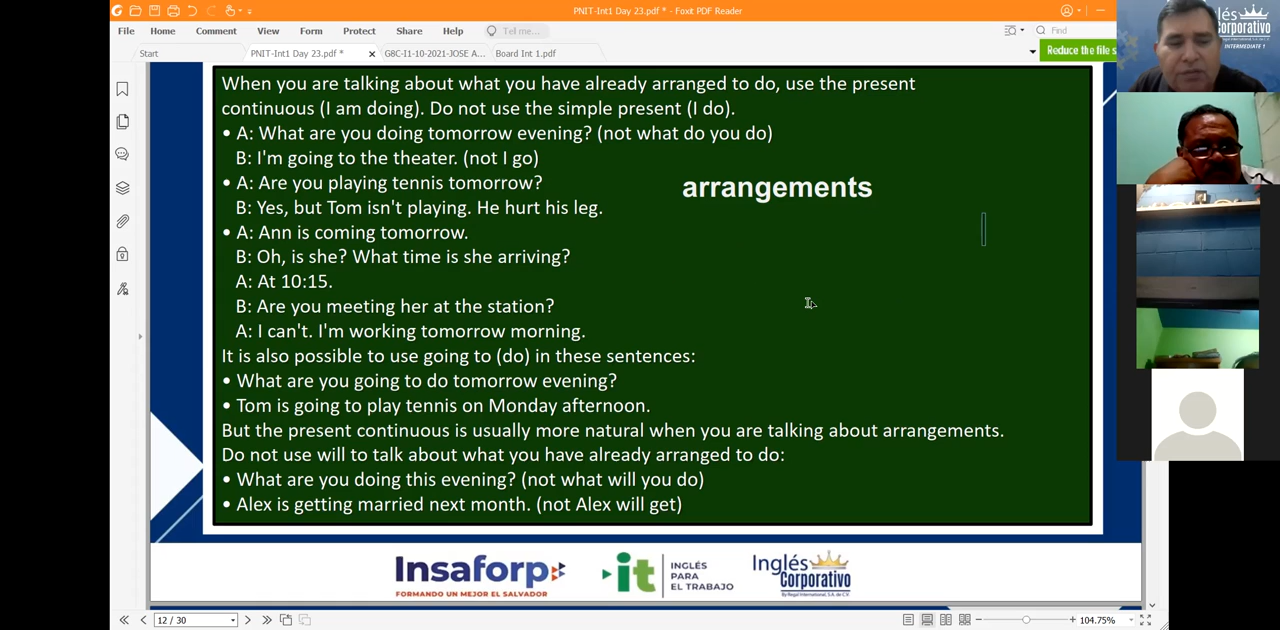 PNIT-Int1 Day 23.pdf * - Foxit PDF Reader
File Home Comment View Form Protect Share Help Tell me... Find
Start PNIT-Int1 Day 23.pdf * G8C-I1-10-2021-JOSE A... Board Int 1.pdf
Reduce the file s
Inglés
Corporativo
INTERMEDIATE 1
When you are talking about what you have already arranged to do, use the present
continuous (I am doing). Do not use the simple present (I do).
• A: What are you doing tomorrow evening? (not what do you do)
B: I'm going to the theater. (not I go)
• A: Are you playing tennis tomorrow?
arrangements
B: Yes, but Tom isn't playing. He hurt his leg.
• A: Ann is coming tomorrow.
B: Oh, is she? What time is she arriving?
A: At 10:15.
B: Are you meeting her at the station?
A: I can't. I'm working tomorrow morning.
It is also possible to use going to (do) in these sentences:
• What are you going to do tomorrow evening?
• Tom is going to play tennis on Monday afternoon.
But the present continuous is usually more natural when you are talking about arrangements.
Do not use will to talk about what you have already arranged to do:
• What are you doing this evening? (not what will you do)
• Alex is getting married next month. (not Alex will get)
Insaforp
FORMANDO UN MEJOR EL SALVADOR
it
INGLÉS
PARA
EL TRABAJO
Inglés
Corporativo
By Regal International, S.A. de C.V.
12 / 30
104.75%